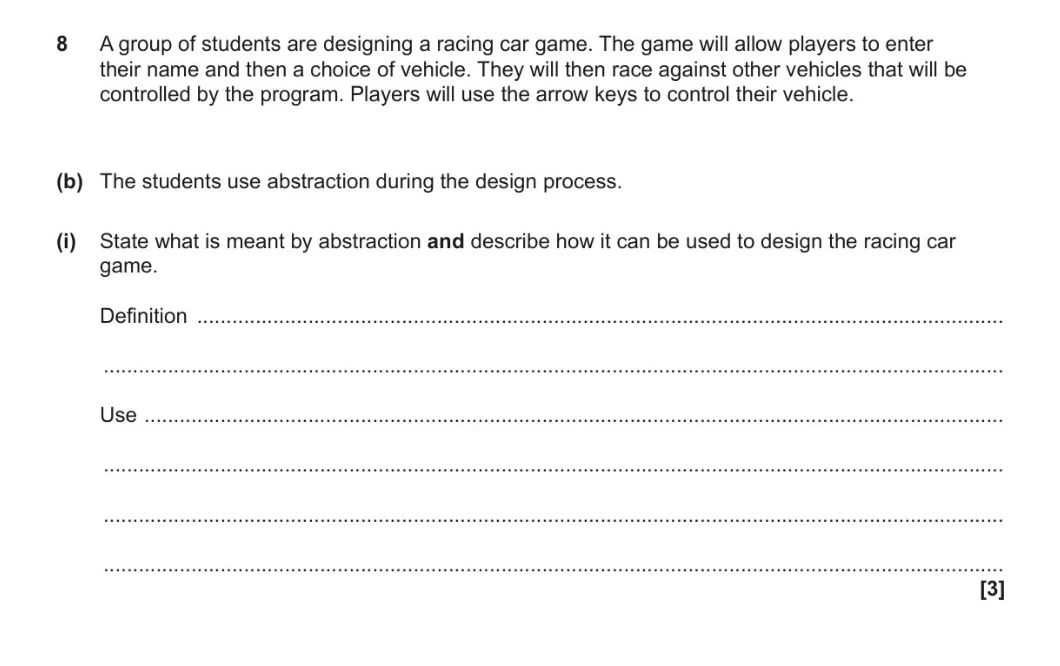 8 A group of students are designing a racing car game. The game will allow players to enter
their name and then a choice of vehicle. They will then race against other vehicles that will be
controlled by the program. Players will use the arrow keys to control their vehicle.
(b) The students use abstraction during the design process.
(i) State what is meant by abstraction and describe how it can be used to design the racing car
game.
Definition ..........
..........
Use ..........
..........
..........
..........
[3]